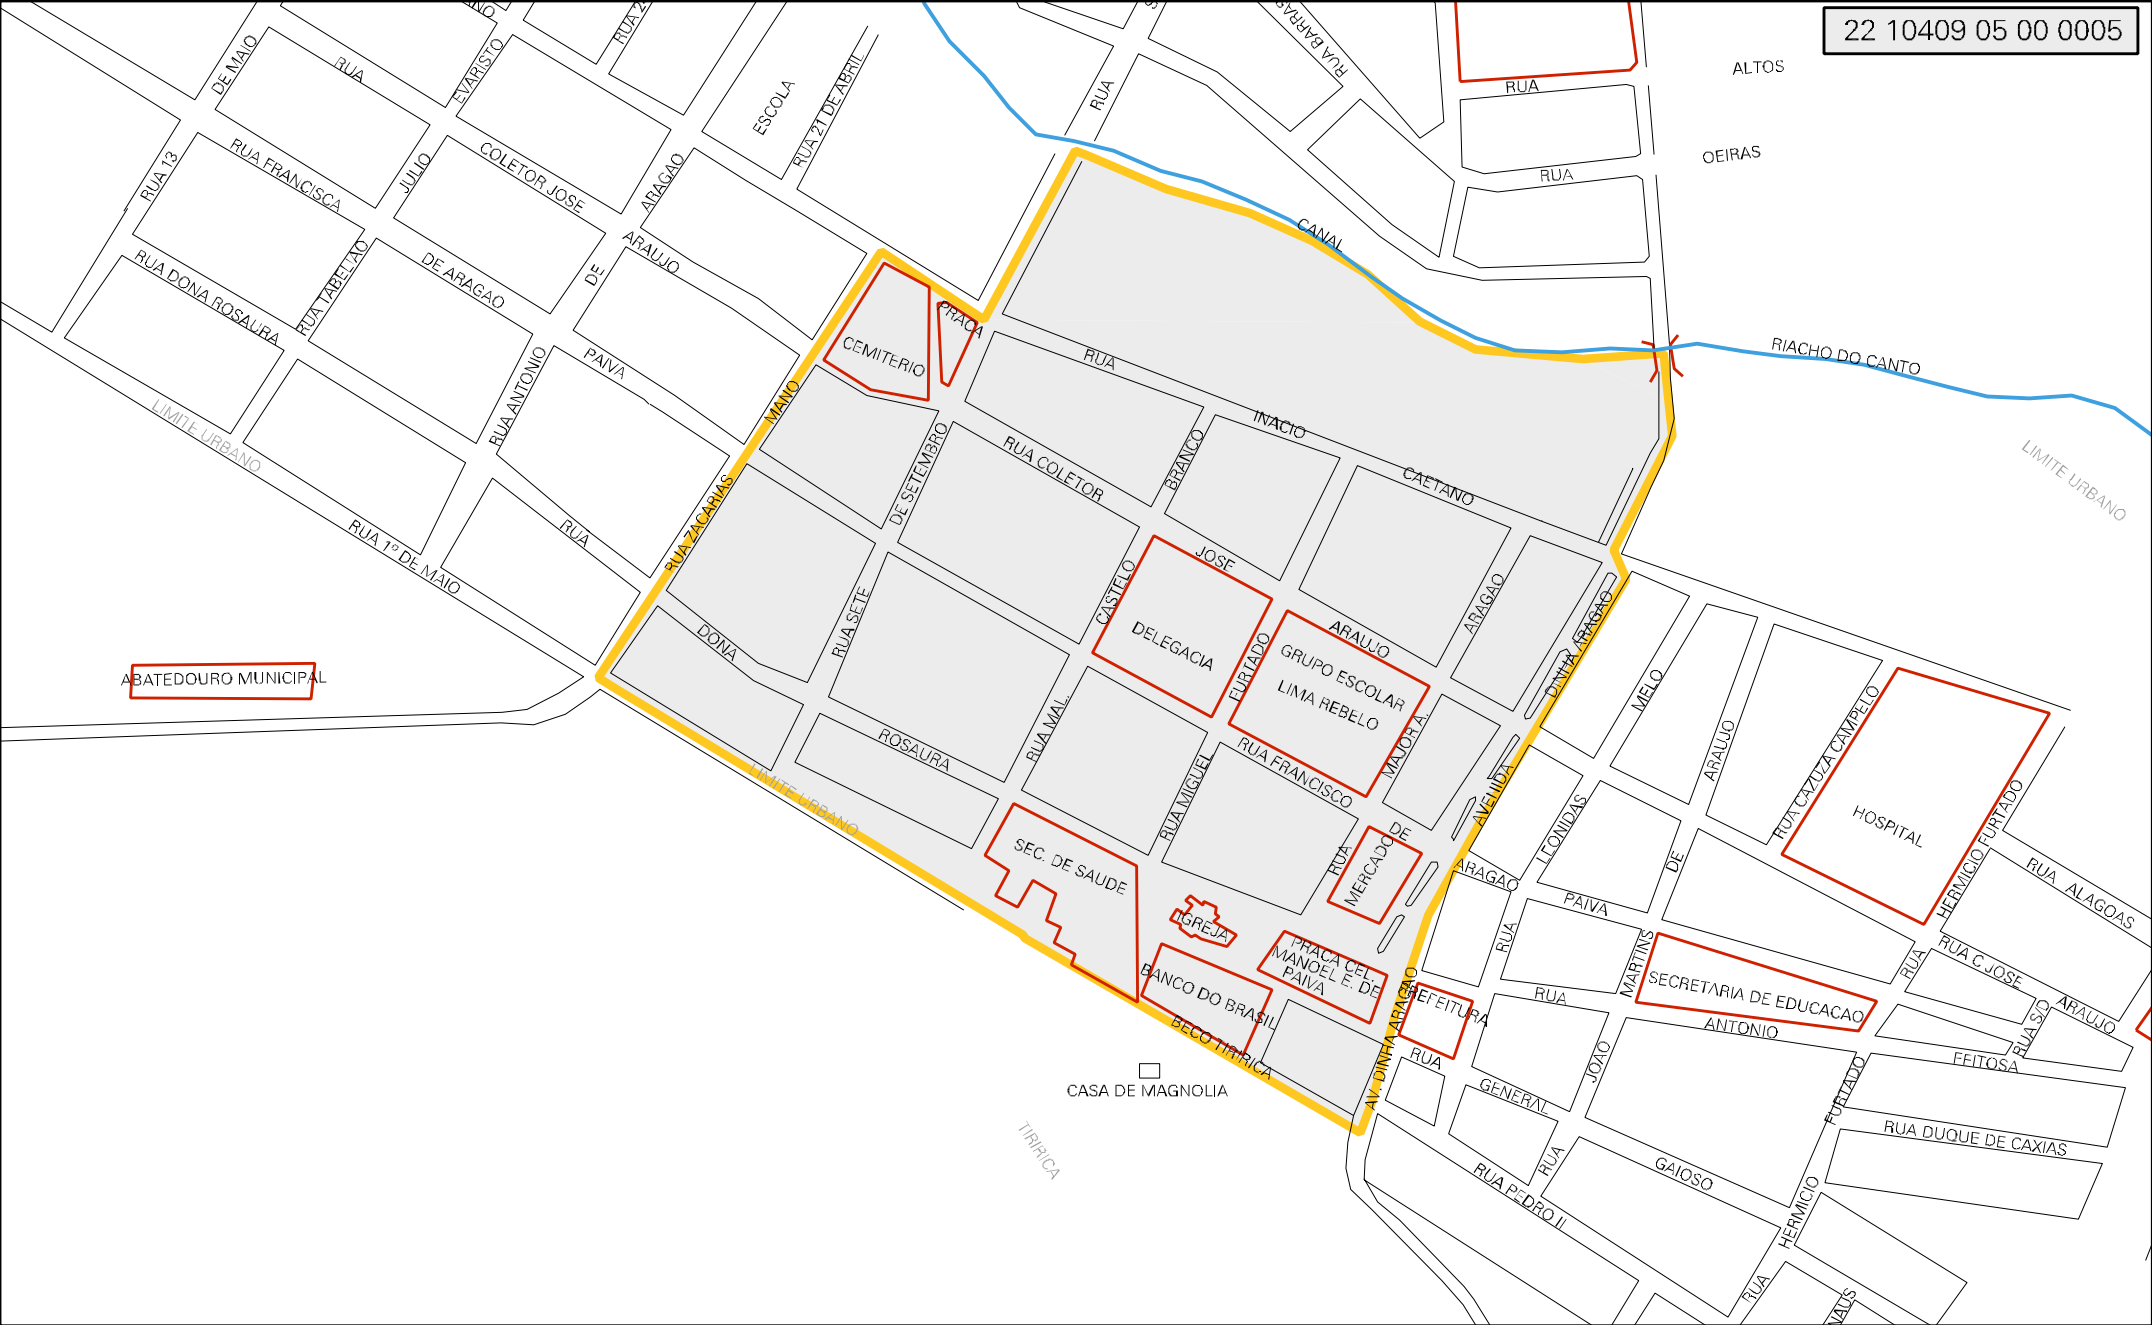 22 10409 05 00 0005
ALTOS
OEIRAS
RUA
RUA
RUA BARRAS
RUA
ESCOLA
RUA 21 DE ABRIL
DE MAIO
RUA
EVARISTO
RUA 13
RUA FRANCISCA
JULIO
COLETOR JOSE
ARAGAO
ARAUJO
DE
RUA DONA ROSAURA
RUA TABELIAO
DE ARAGAO
CANAL
RIACHO DO CANTO
LIMITE URBANO
PRACA
CEMITERIO
RUA
INACIO
CAETANO
RUA ANTONIO
PAIVA
MANO
LIMITE URBANO
RUA 1º DE MAIO
RUA
RUA ZACARIAS
DE SETEMBRO
RUA COLETOR
BRANCO
JOSE
CASTELO
DELEGACIA
FURTADO
ARAUJO
GRUPO ESCOLAR
LIMA REBELO
ARAGAO
DINHA ARAGAO
RUA SETE
DONA
ROSAURA
RUA MAL.
RUA MIGUEL
RUA FRANCISCO
MAJOR A.
AVENIDA
DE
RUA
MERCADO
ABATEDOURO MUNICIPAL
LIMITE URBANO
SEC. DE SAUDE
IGREJA
PRACA CEL.
MANOEL E. DE
PAIVA
BANCO DO BRASIL
BECO TIRIRICA
CASA DE MAGNOLIA
TIRIRICA
AV. DINHA ARAGAO
PREFEITURA
ARAGAO
LEONIDAS
MELO
ARAUJO
RUA CAZUZA CAMPELO
HOSPITAL
HERMICIO FURTADO
RUA ALAGOAS
PAIVA
DE
RUA
MARTINS
SECRETARIA DE EDUCACAO
RUA
RUA C JOSE
ARAUJO
RUA S/D
RUA
ANTONIO
FEITOSA
RUA
JOAO
GENERAL
FURTADO
RUA DUQUE DE CAXIAS
RUA
GAIOSO
RUA PEDRO II
HERMICIO
RUA